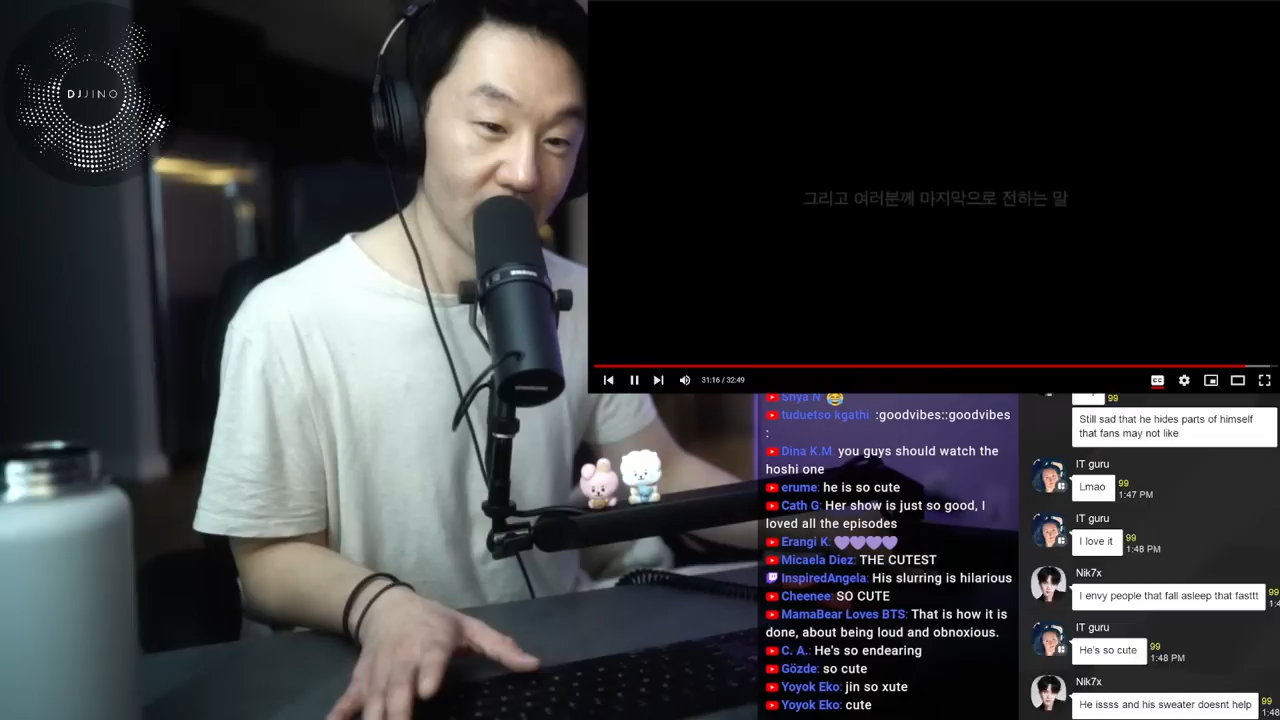 DJJINO
그리고 여러분께 마지막으로 전하는 말
31:16 / 32:49
CC
Shya N 😂
tuduetso kgathi :goodvibes::goodvibes
:
Dina K.M: you guys should watch the
hoshi one
erume: he is so cute
Cath G: Her show is just so good, I
loved all the episodes
Erangi K: 💜💜💜💜
Micaela Diez: THE CUTEST
InspiredAngela: His slurring is hilarious
Cheenee: SO CUTE
MamaBear Loves BTS: That is how it is
done, about being loud and obnoxious.
C. A.: He's so endearing
Gözde: so cute
Yoyok Eko: jin so xute
Yoyok Eko: cute
99
Still sad that he hides parts of himself
that fans may not like
IT guru
Lmao
99
1:47 PM
IT guru
I love it
99
1:48 PM
Nik7x
I envy people that fall asleep that fasttt
99
IT guru
He's so cute
99
1:48 PM
Nik7x
He issss and his sweater doesnt help
99
1:48